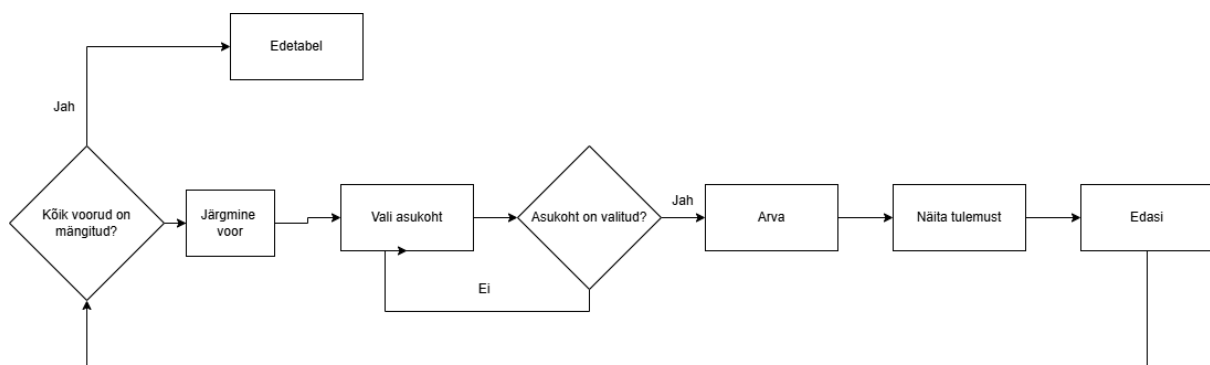 Edetabel
Jah
Kõik voorud on
mängitud?
Järgmine
voor
Vali asukoht
Asukoht on valitud?
Jah
Arva
Näita tulemust
Edasi
Ei